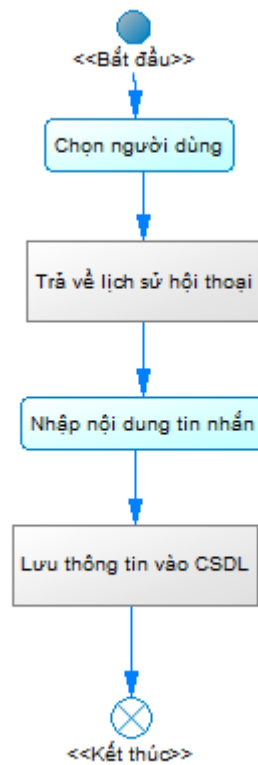 <<Bắt đầu>>
Chọn người dùng
Trả về lịch sử hội thoại
Nhập nội dung tin nhắn
Lưu thông tin vào CSDL
<<Kết thúc>>